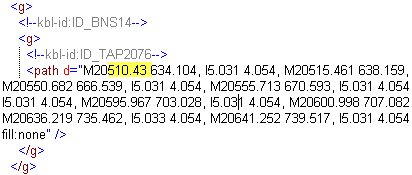 <g>
<!--kbl-id:ID_BNS14-->
<g>
<!--kbl-id:ID_TAP2076-->
<path d="M20510.43 634.104, l5.031 4.054, M20515.461 638.159,
M20550.682 666.539, l5.031 4.054, M20555.713 670.593, l5.031 4.054
l5.031 4.054, M20595.967 703.028, l5.031 4.054, M20600.998 707.082
M20636.219 735.462, l5.033 4.054, M20641.252 739.517, l5.031 4.054
fill:none" />
</g>
</g>